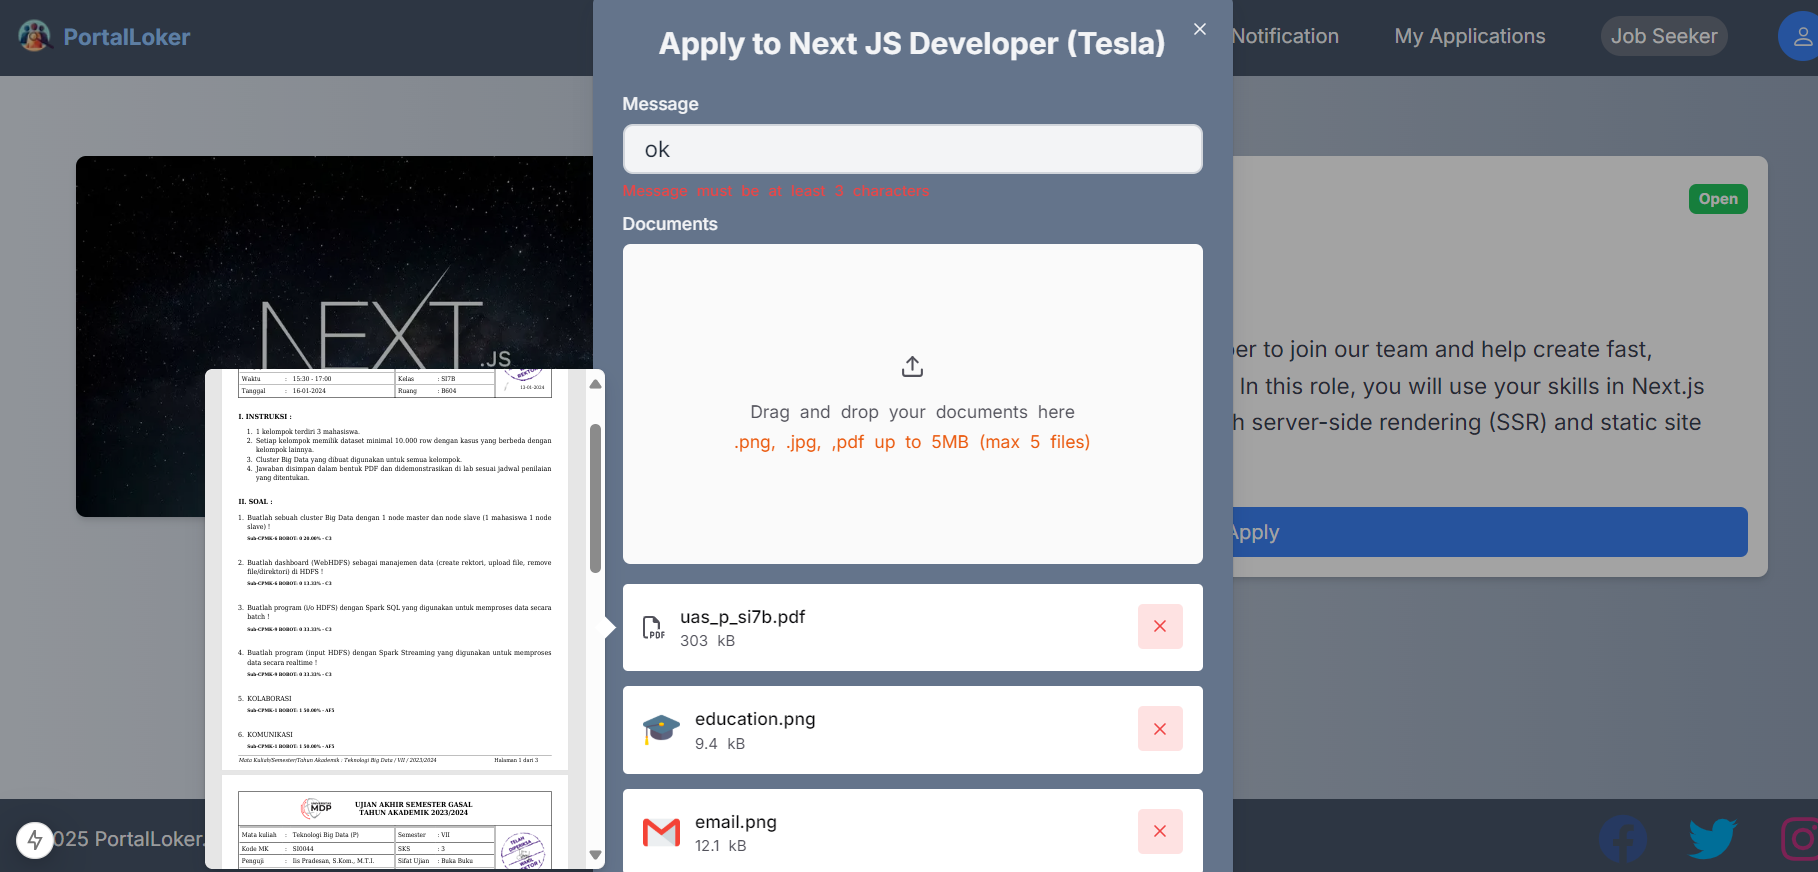 PortalLoker
Notification
My Applications
Job Seeker
Apply to Next JS Developer (Tesla)
Message
ok
Message must be at least
characters
Documents
Drag and drop your documents here
.png, .jpg, ,pdf up to 5MB (max 5 files)
uas_p_si7b.pdf
303 kB
education.png
9.4 kB
email.png
12.1 kB
NEXT
.JS
Open
er to join our team and help create fast,
In this role, you will use your skills in Next.js
h server-side rendering (SSR) and static site
Apply
Waktu : 15:30 - 17:00 Kelas : SI7B
Tanggal : 16-01-2024 Ruang : B604
13-01-2024
I. INSTRUKSI :
1. 1 kelompok terdiri 3 mahasiswa.
2. Setiap kelompok memilik dataset minimal 10.000 row dengan kasus yang berbeda dengan
kelompok lainnya.
3. Cluster Big Data yang dibuat digunakan untuk semua kelompok.
4. Jawaban disimpan dalam bentuk PDF dan didemonstrasikan di lab sesuai jadwal penilaian
yang ditentukan.
II. SOAL :
1. Buatlah sebuah cluster Big Data dengan 1 node master dan node slave (1 mahasiswa 1 node
slave) !
Sub-CPMK-6 BOBOT: 0 20.00% - C3
2. Buatlah dashboard (WebHDFS) sebagai manajemen data (create rektori, upload file, remove
file/direktori) di HDFS !
Sub-CPMK-6 BOBOT: 0 13.33% - C3
3. Buatlah program (i/o HDFS) dengan Spark SQL yang digunakan untuk memproses data secara
batch !
Sub-CPMK-9 BOBOT: 0 33.33% - C3
4. Buatlah program (input HDFS) dengan Spark Streaming yang digunakan untuk memproses
data secara realtime !
Sub-CPMK-9 BOBOT: 0 33.33% - C3
5. KOLABORASI
Sub-CPMK-1 BOBOT: 1 50.00% - AF5
6. KOMUNIKASI
Sub-CPMK-1 BOBOT: 1 50.00% - AF5
Mata Kuliah/Semester/Tahun Akademik : Teknologi Big Data / VII / 2023/2024 Halaman 1 dari 3
MDP
UJIAN AKHIR SEMESTER GASAL
TAHUN AKADEMIK 2023/2024
Mata kuliah : Teknologi Big Data (P) Semester : VII
Kode MK : SI0044 SKS : 3
Penguji : Iis Pradesan, S.Kom., M.T.I. Sifat Ujian : Buka Buku
025 PortalLoker.